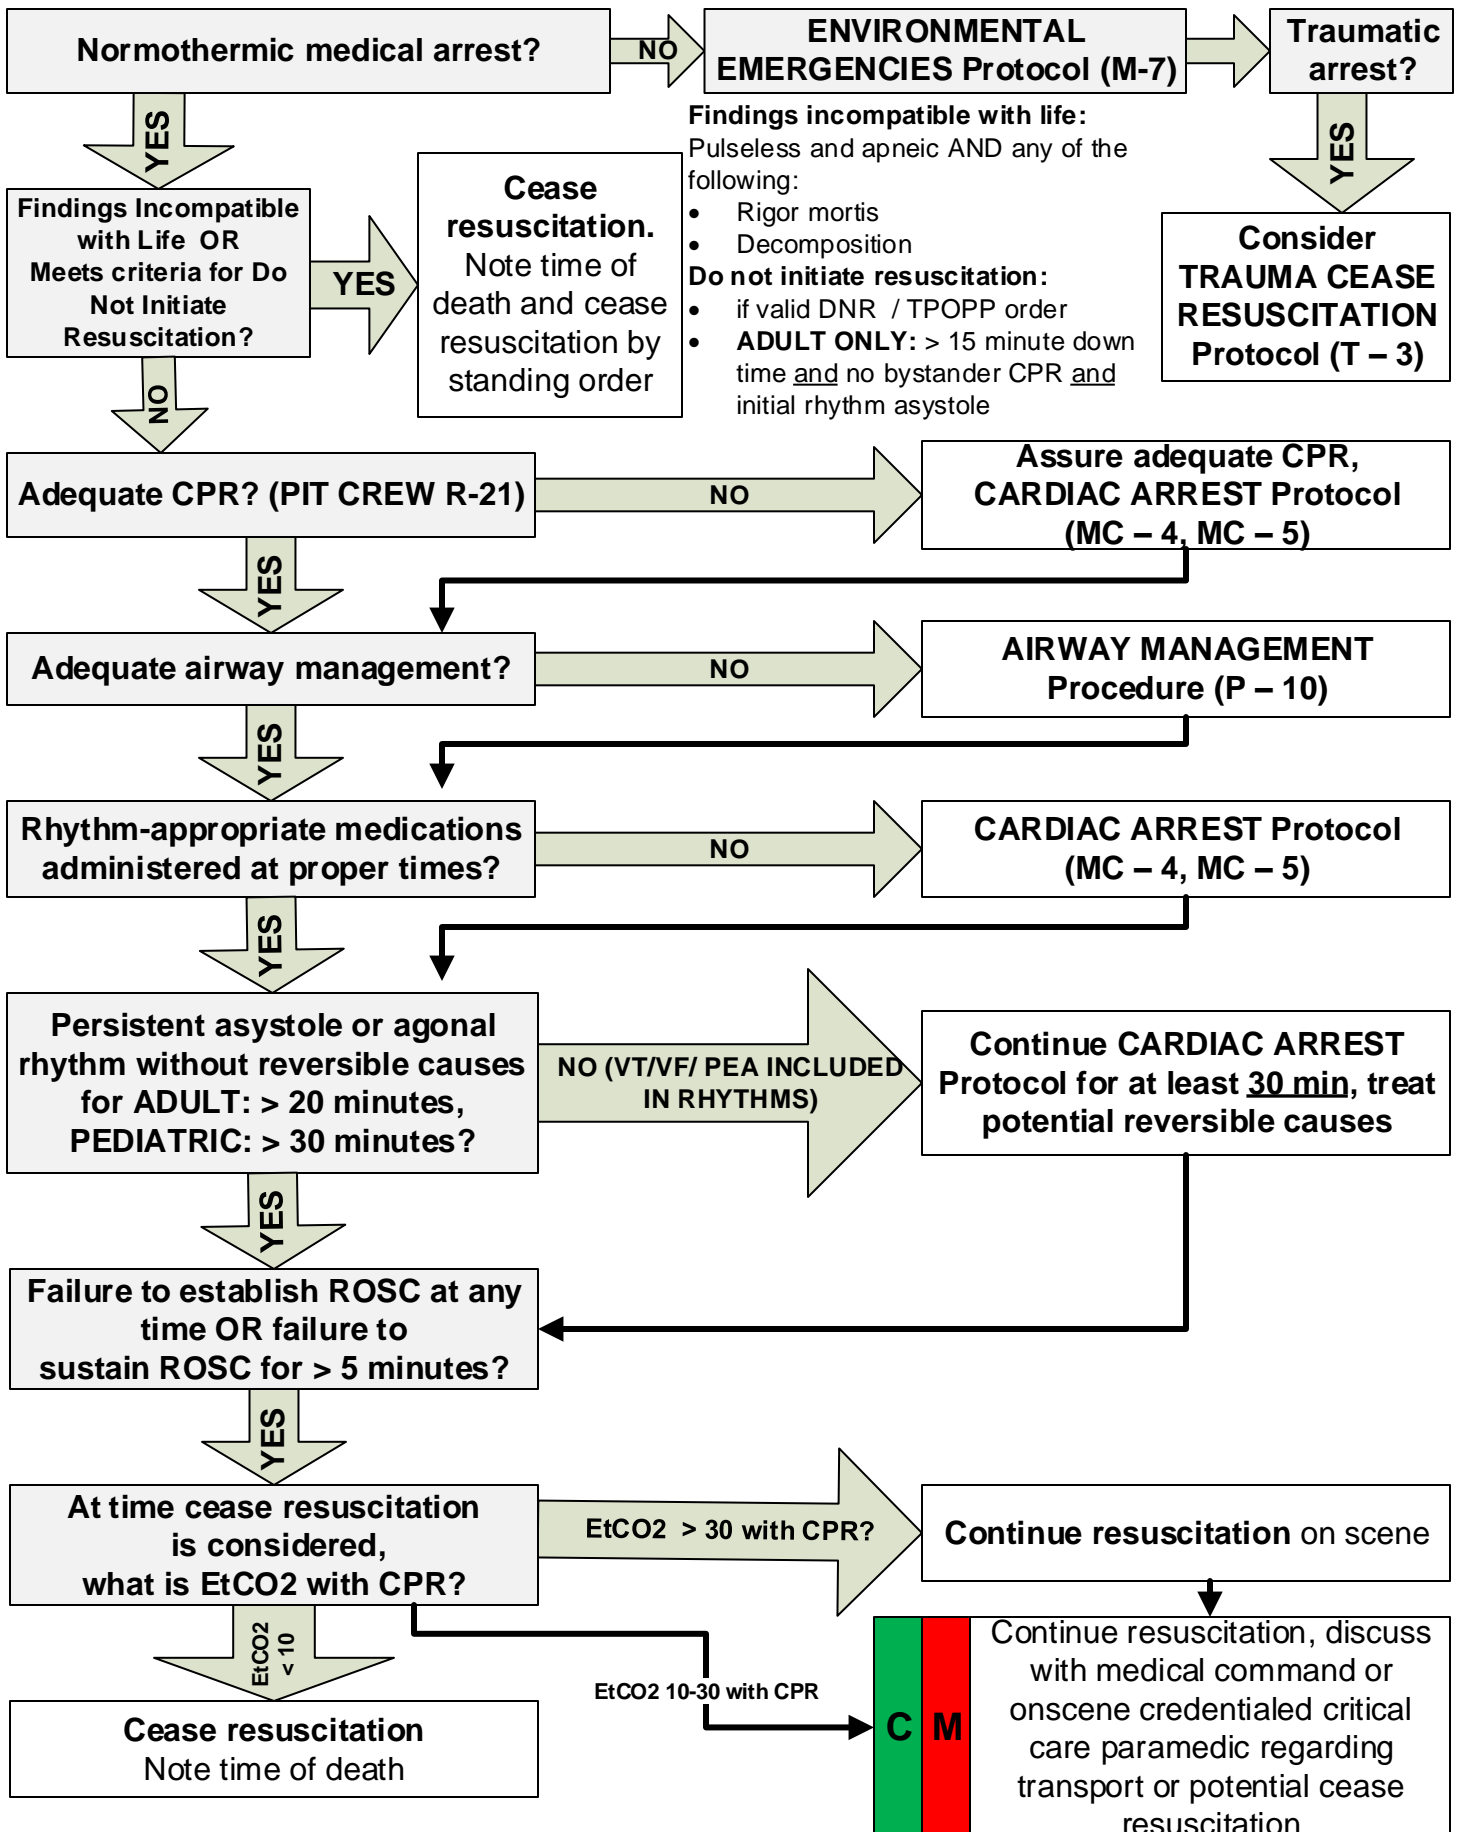 Normothermic medical arrest?
NO
ENVIRONMENTAL
EMERGENCIES Protocol (M-7)
Traumatic
arrest?
YES
YES
Findings incompatible with life:
Pulseless and apneic AND any of the
following:
• Rigor mortis
• Decomposition
Do not initiate resuscitation:
• if valid DNR / TPOPP order
• ADULT ONLY: > 15 minute down
time and no bystander CPR and
initial rhythm asystole
Consider
TRAUMA CEASE
RESUSCITATION
Protocol (T – 3)
Findings Incompatible
with Life OR
Meets criteria for Do
Not Initiate
Resuscitation?
YES
Cease
resuscitation.
Note time of
death and cease
resuscitation by
standing order
NO
Adequate CPR? (PIT CREW R-21)
NO
Assure adequate CPR,
CARDIAC ARREST Protocol
(MC – 4, MC – 5)
YES
Adequate airway management?
NO
AIRWAY MANAGEMENT
Procedure (P – 10)
YES
Rhythm-appropriate medications
administered at proper times?
NO
CARDIAC ARREST Protocol
(MC – 4, MC – 5)
YES
Persistent asystole or agonal
rhythm without reversible causes
for ADULT: > 20 minutes,
PEDIATRIC: > 30 minutes?
NO (VT/VF/ PEA INCLUDED
IN RHYTHMS)
Continue CARDIAC ARREST
Protocol for at least 30 min, treat
potential reversible causes
YES
Failure to establish ROSC at any
time OR failure to
sustain ROSC for > 5 minutes?
YES
At time cease resuscitation
is considered,
what is EtCO2 with CPR?
EtCO2 > 30 with CPR?
Continue resuscitation on scene
EtCO2
< 10
EtCO2 10-30 with CPR
Cease resuscitation
Note time of death
C M
Continue resuscitation, discuss
with medical command or
onscene credentialed critical
care paramedic regarding
transport or potential cease
resuscitation